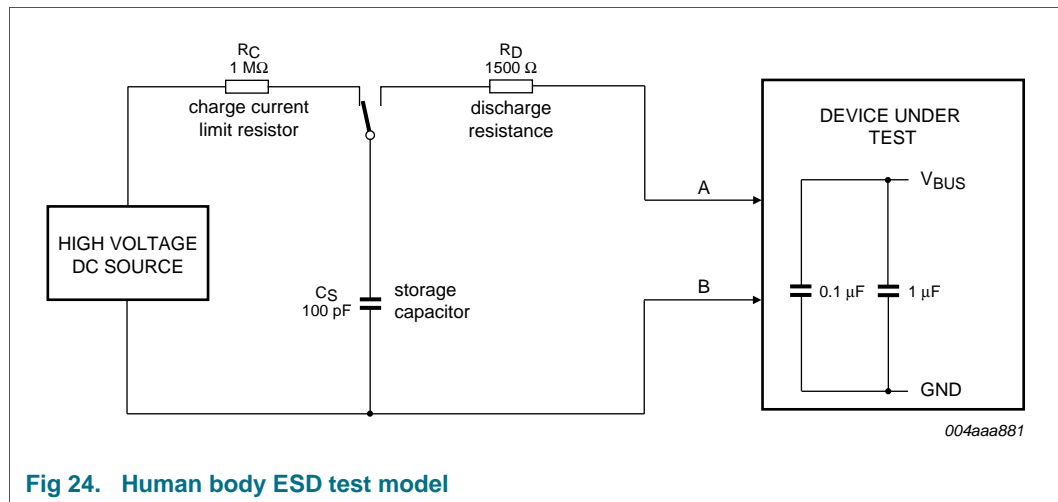 RC
1 MΩ
charge current
limit resistor
RD
1500 Ω
discharge
resistance
DEVICE UNDER
TEST
VBUS
A
HIGH VOLTAGE
DC SOURCE
CS
100 pF
storage
capacitor
B
0.1 μF
1 μF
GND
004aaa881
Fig 24. Human body ESD test model